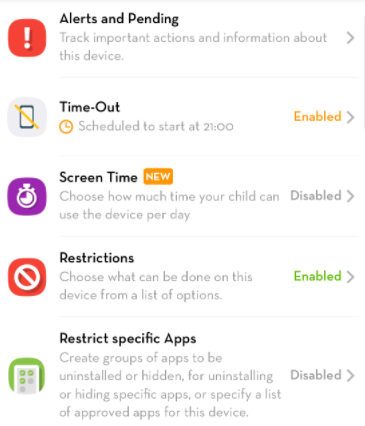 Alerts and Pending
Track important actions and information about
this device.
Time-Out
Scheduled to start at 21:00
Enabled
Screen Time NEW
Choose how much time your child can
use the device per day
Disabled
Restrictions
Choose what can be done on this
device from a list of options.
Enabled
Restrict specific Apps
Create groups of apps to be
uninstalled or hidden, for uninstalling
or hiding specific apps, or specify a list
of approved apps for this device.
Disabled